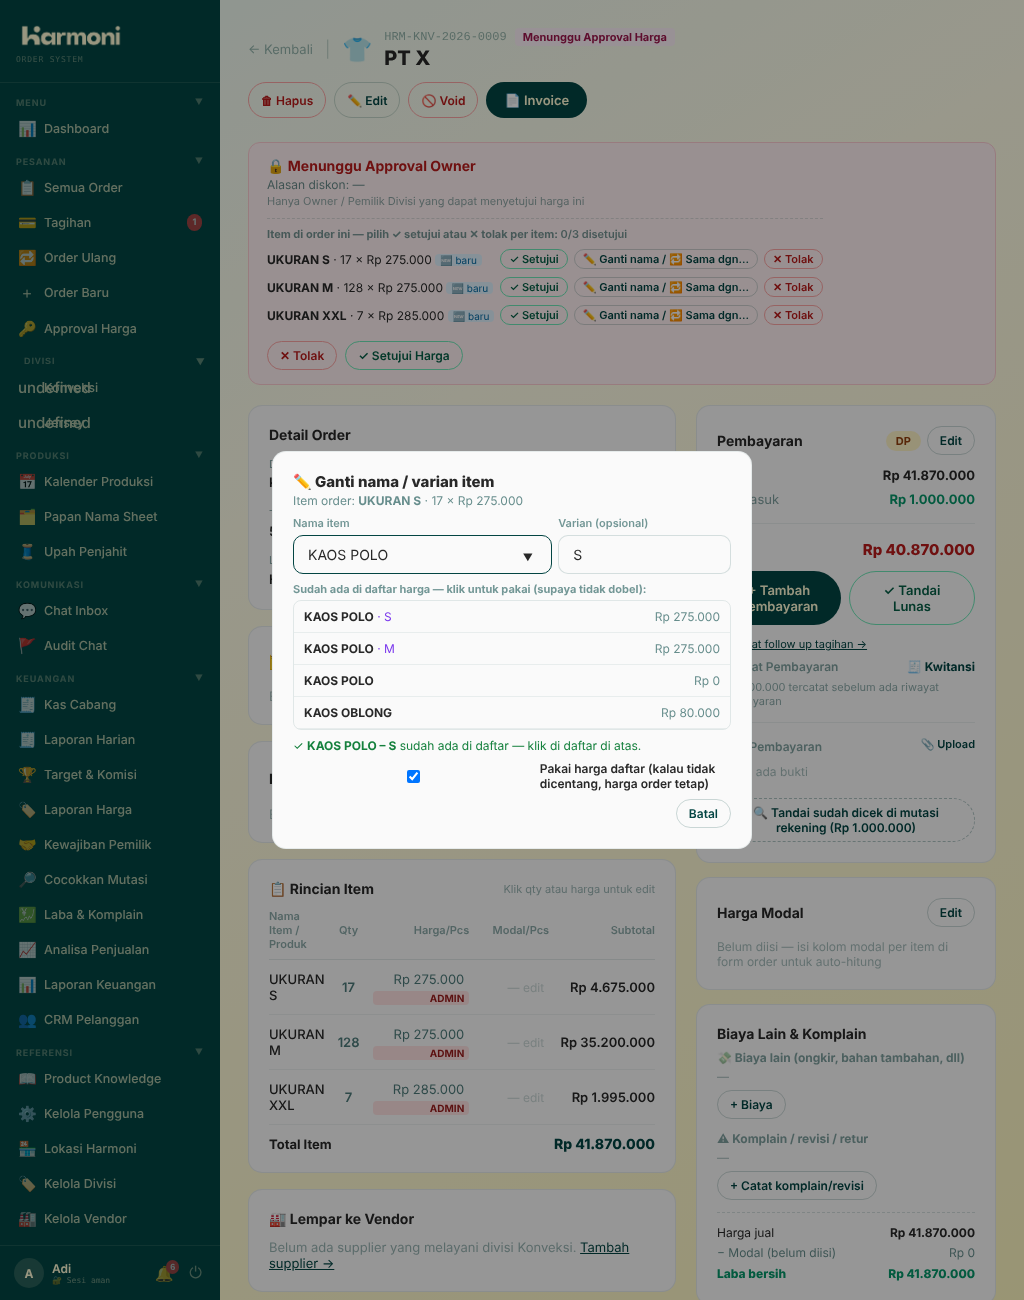 harmoni
ORDER SYSTEM
MENU ▼
📊 Dashboard
PESANAN ▼
📋 Semua Order
💳 Tagihan 1
🔁 Order Ulang
+ Order Baru
🔑 Approval Harga
DIVISI ▼
undefined Konveksi
undefined Jersey
PRODUKSI ▼
📅 Kalender Produksi
🗂️ Papan Nama Sheet
🧵 Upah Penjahit
KOMUNIKASI ▼
💬 Chat Inbox
🚩 Audit Chat
KEUANGAN ▼
🧾 Kas Cabang
🧾 Laporan Harian
🏆 Target & Komisi
🏷️ Laporan Harga
🤝 Kewajiban Pemilik
🔎 Cocokkan Mutasi
💹 Laba & Komplain
📈 Analisa Penjualan
📊 Laporan Keuangan
👥 CRM Pelanggan
REFERENSI ▼
📖 Product Knowledge
⚙️ Kelola Pengguna
🏪 Lokasi Harmoni
🏷️ Kelola Divisi
🏭 Kelola Vendor
A Adi
🔐 Sesi aman
🔔 6
← Kembali
HRM-KNV-2026-0009 Menunggu Approval Harga
PT X
🗑 Hapus ✏️ Edit 🚫 Void 📄 Invoice
🔒 Menunggu Approval Owner
Alasan diskon: —
Hanya Owner / Pemilik Divisi yang dapat menyetujui harga ini
Item di order ini — pilih ✓ setujui atau ✕ tolak per item: 0/3 disetujui
UKURAN S · 17 × Rp 275.000 🆕 baru ✓ Setujui ✏️ Ganti nama / 🔁 Sama dgn... ✕ Tolak
UKURAN M · 128 × Rp 275.000 🆕 baru ✓ Setujui ✏️ Ganti nama / 🔁 Sama dgn... ✕ Tolak
UKURAN XXL · 7 × Rp 285.000 🆕 baru ✓ Setujui ✏️ Ganti nama / 🔁 Sama dgn... ✕ Tolak
✕ Tolak ✓ Setujui Harga
Detail Order
✏️ Ganti nama / varian item
Item order: UKURAN S · 17 × Rp 275.000
Nama item Varian (opsional)
KAOS POLO ▼ S
Sudah ada di daftar harga — klik untuk pakai (supaya tidak dobel):
KAOS POLO · S Rp 275.000
KAOS POLO · M Rp 275.000
KAOS POLO Rp 0
KAOS OBLONG Rp 80.000
✓ KAOS POLO – S sudah ada di daftar — klik di daftar di atas.
Pakai harga daftar (kalau tidak
dicentang, harga order tetap)
Batal
📋 Rincian Item Klik qty atau harga untuk edit
Nama
Item /
Produk
Qty Harga/Pcs Modal/Pcs Subtotal
UKURAN
S
17 Rp 275.000 — edit Rp 4.675.000
ADMIN
UKURAN
M
128 Rp 275.000 — edit Rp 35.200.000
ADMIN
UKURAN
XXL
7 Rp 285.000 — edit Rp 1.995.000
ADMIN
Total Item Rp 41.870.000
🏭 Lempar ke Vendor
Belum ada supplier yang melayani divisi Konveksi. Tambah
supplier →
Pembayaran DP Edit
Rp 41.870.000
asuk Rp 1.000.000
Rp 40.870.000
+ Tambah
embayaran
✓ Tandai
Lunas
at follow up tagihan →
at Pembayaran 🧾 Kwitansi
00.000 tercatat sebelum ada riwayat
yaran
Pembayaran 📎 Upload
ada bukti
🔍 Tandai sudah dicek di mutasi
rekening (Rp 1.000.000)
Harga Modal Edit
Belum diisi — isi kolom modal per item di
form order untuk auto-hitung
Biaya Lain & Komplain
💸 Biaya lain (ongkir, bahan tambahan, dll)
—
+ Biaya
⚠ Komplain / revisi / retur
—
+ Catat komplain/revisi
Harga jual Rp 41.870.000
− Modal (belum diisi) Rp 0
Laba bersih Rp 41.870.000